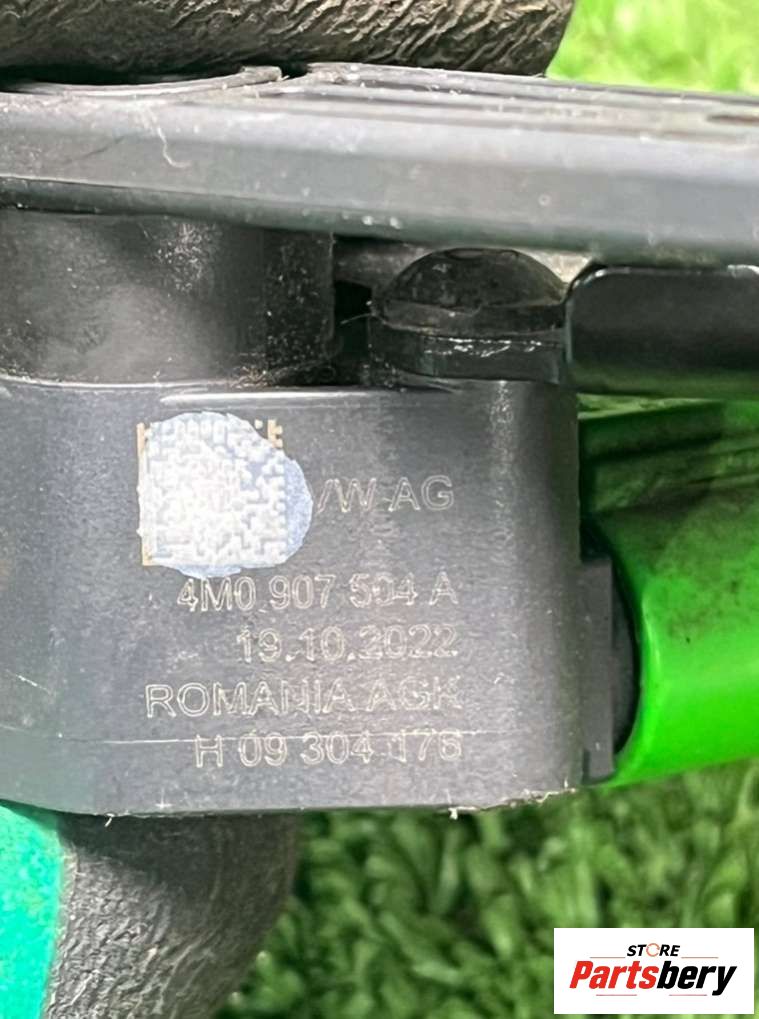 VW AG
4M0 907 504 A
19.10.2022
ROMANIA AGK
H 09 304 176
STORE
Partsbery